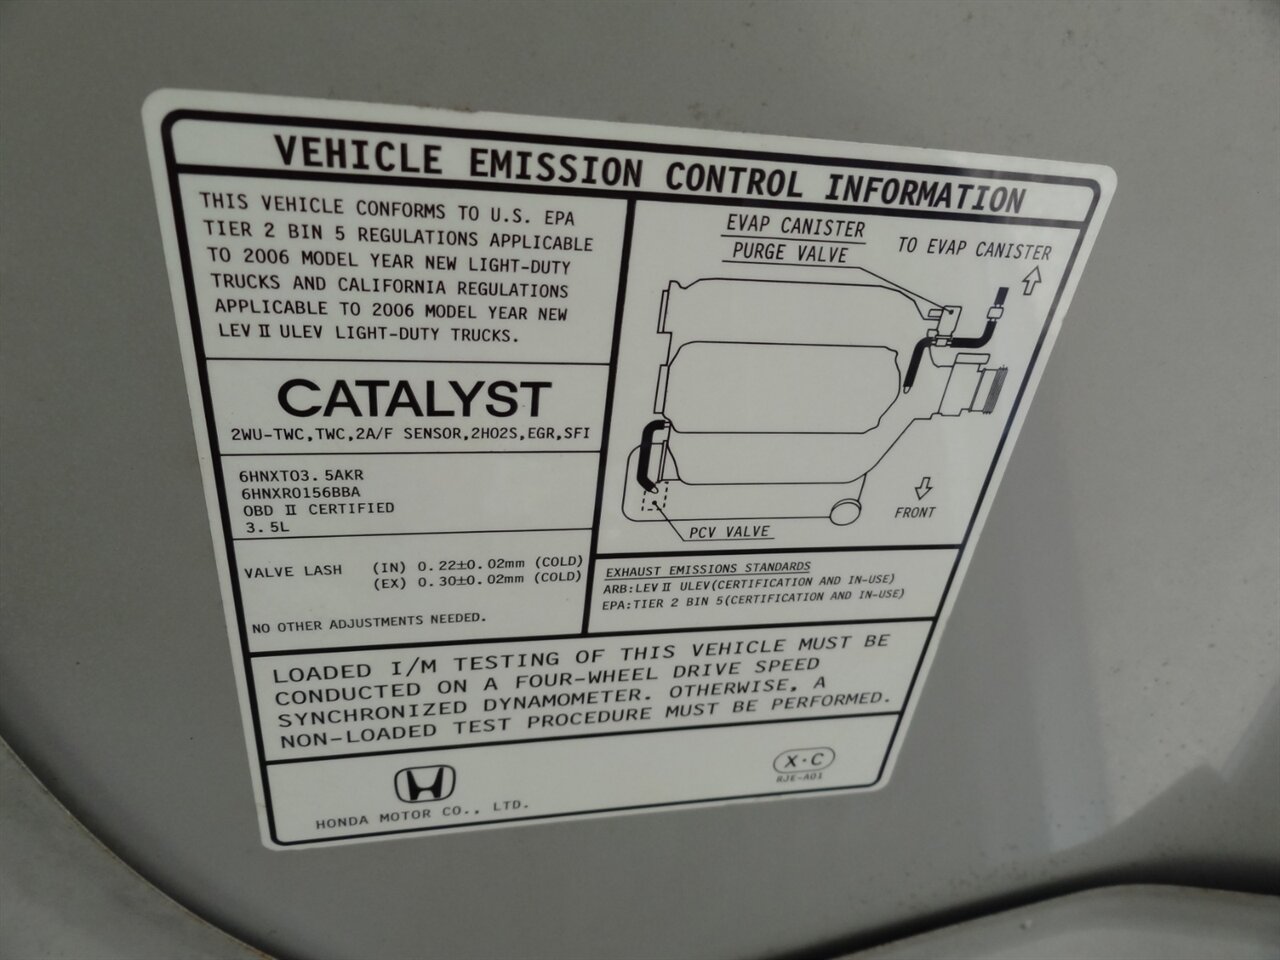 VEHICLE EMISSION CONTROL INFORMATION
THIS VEHICLE CONFORMS TO U.S. EPA
TIER 2 BIN 5 REGULATIONS APPLICABLE
TO 2006 MODEL YEAR NEW LIGHT-DUTY
TRUCKS AND CALIFORNIA REGULATIONS
APPLICABLE TO 2006 MODEL YEAR NEW
LEV II ULEV LIGHT-DUTY TRUCKS.
CATALYST
2WU-TWC,TWC,2A/F SENSOR,2HO2S,EGR,SFI
6HNXT03.5AKR
6HNXR0156BBA
OBD II CERTIFIED
3.5L
VALVE LASH (IN) 0.22±0.02mm (COLD)
(EX) 0.30±0.02mm (COLD)
NO OTHER ADJUSTMENTS NEEDED.
EVAP CANISTER
PURGE VALVE
TO EVAP CANISTER
FRONT
PCV VALVE
EXHAUST EMISSIONS STANDARDS
ARB:LEV II ULEV(CERTIFICATION AND IN-USE)
EPA:TIER 2 BIN 5(CERTIFICATION AND IN-USE)
LOADED I/M TESTING OF THIS VEHICLE MUST BE
CONDUCTED ON A FOUR-WHEEL DRIVE SPEED
SYNCHRONIZED DYNAMOMETER. OTHERWISE, A
NON-LOADED TEST PROCEDURE MUST BE PERFORMED.
HONDA MOTOR CO., LTD.
X·C
RJE-A01